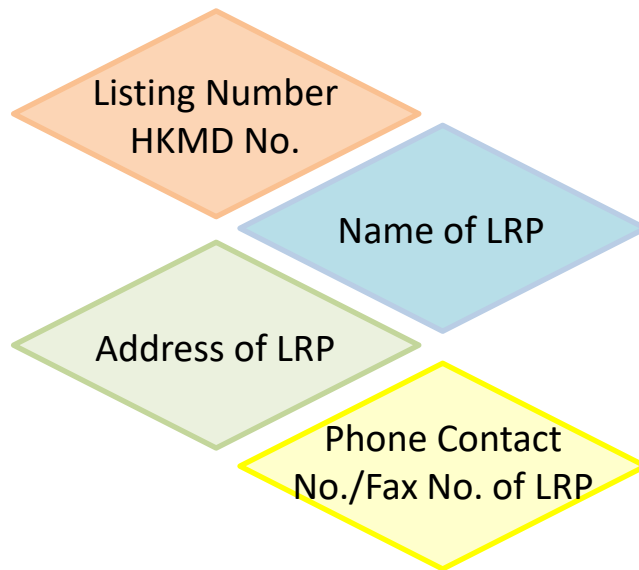 Listing Number
HKMD No.
Name of LRP
Address of LRP
Phone Contact
No./Fax No. of LRP